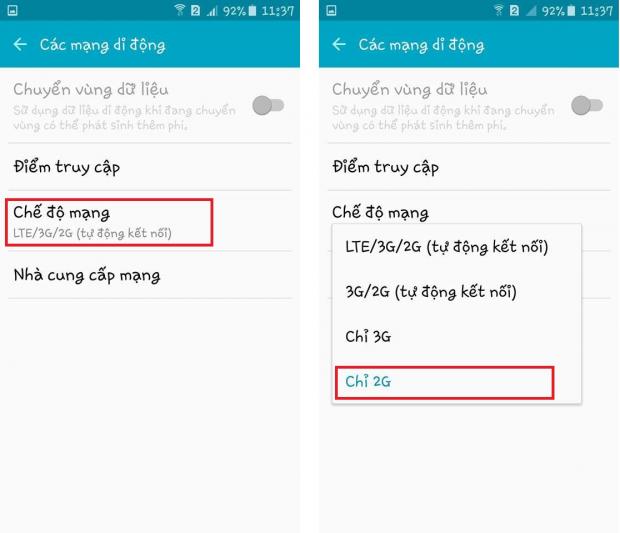 2 92% 11:37
Các mạng di động
Chuyển vùng dữ liệu
Sử dụng dữ liệu di động khi đang chuyển
vùng có thể phát sinh thêm phí.
Điểm truy cập
Chế độ mạng
LTE/3G/2G (tự động kết nối)
Nhà cung cấp mạng
2 92% 11:37
Các mạng di động
Chuyển vùng dữ liệu
Sử dụng dữ liệu di động khi đang chuyển
vùng có thể phát sinh thêm phí.
Điểm truy cập
Chế độ mạng
LTE/3G/2G (tự động kết nối)
3G/2G (tự động kết nối)
Chỉ 3G
Chỉ 2G